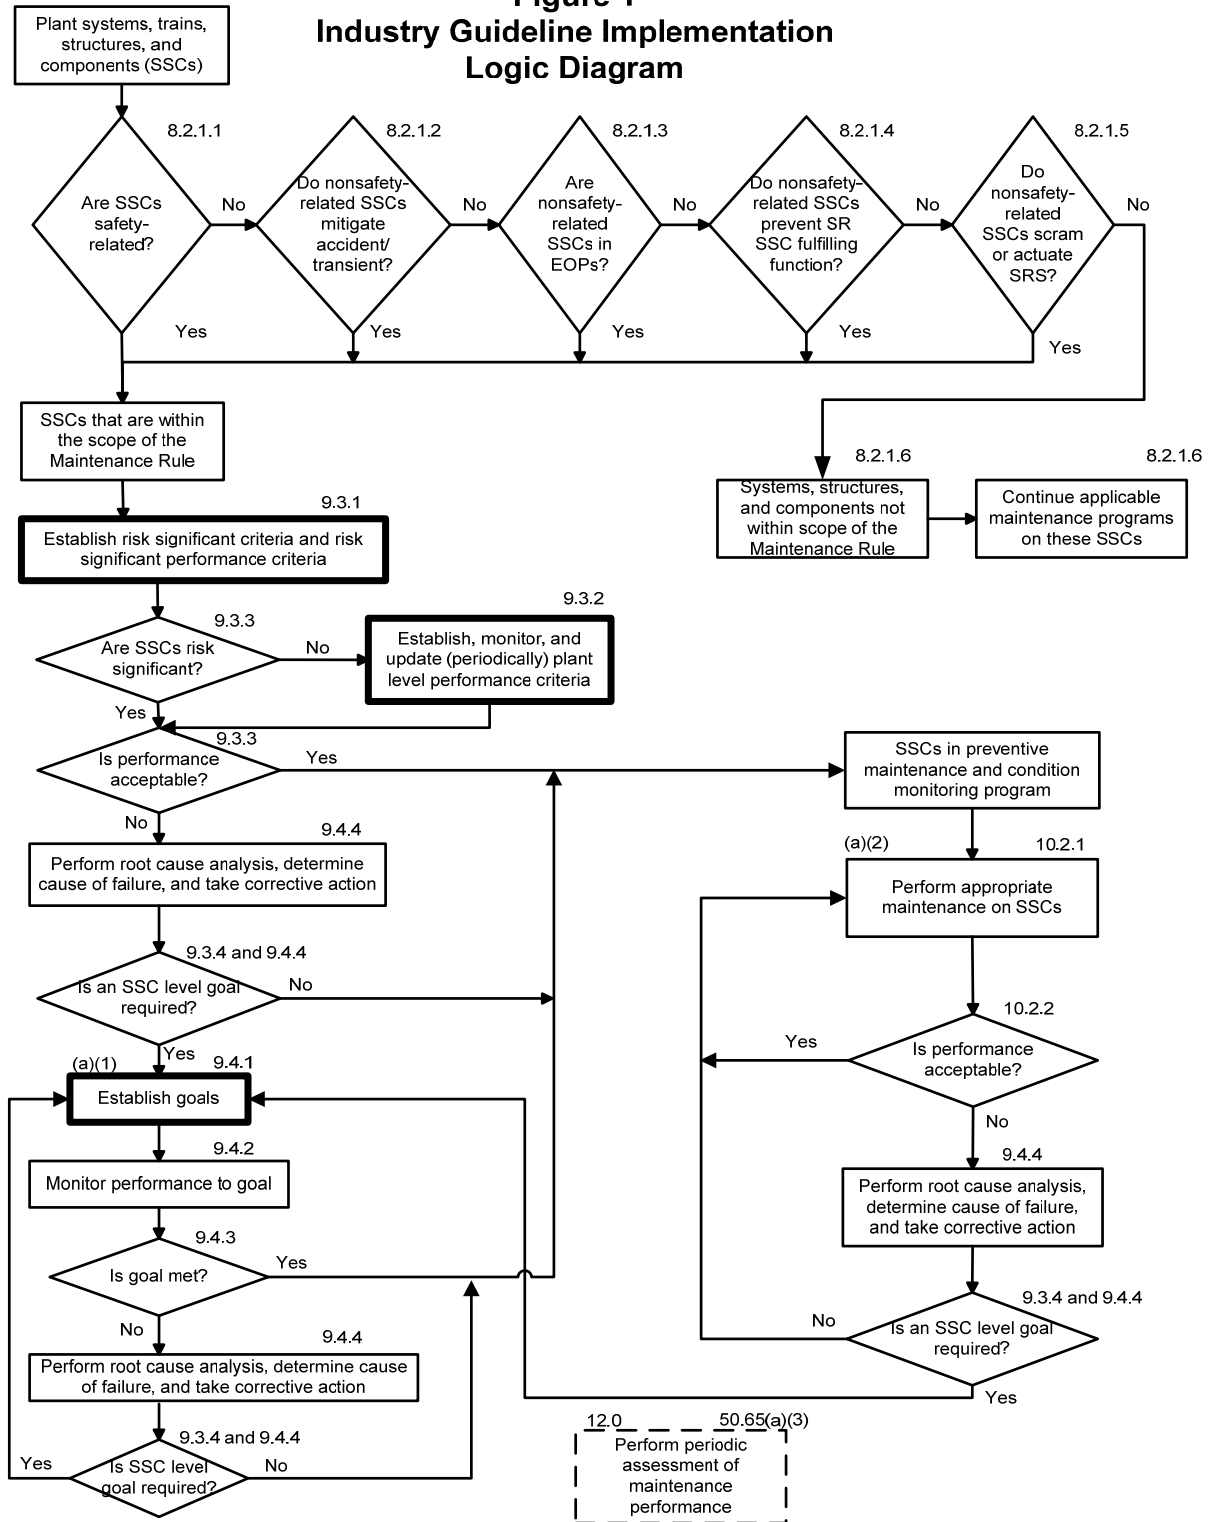 Figure 1
Industry Guideline Implementation
Logic Diagram
Plant systems, trains,
structures, and
components (SSCs)
8.2.1.1
Are SSCs
safety-
related?
No
Yes
8.2.1.2
Do nonsafety-
related SSCs
mitigate
accident/
transient?
No
Yes
8.2.1.3
Are
nonsafety-
related
SSCs in
EOPs?
No
Yes
8.2.1.4
Do nonsafety-
related SSCs
prevent SR
SSC fulfilling
function?
No
Yes
8.2.1.5
Do
nonsafety-
related
SSCs scram
or actuate
SRS?
No
Yes
SSCs that are within
the scope of the
Maintenance Rule
8.2.1.6
Systems, structures,
and components not
within scope of the
Maintenance Rule
8.2.1.6
Continue applicable
maintenance programs
on these SSCs
9.3.1
Establish risk significant criteria and risk
significant performance criteria
9.3.3
Are SSCs risk
significant?
No
Yes
9.3.2
Establish, monitor, and
update (periodically) plant
level performance criteria
9.3.3
Is performance
acceptable?
Yes
No
9.4.4
Perform root cause analysis, determine
cause of failure, and take corrective action
9.3.4 and 9.4.4
Is an SSC level goal
required?
No
Yes
(a)(1)
9.4.1
Establish goals
9.4.2
Monitor performance to goal
9.4.3
Is goal met?
Yes
No
9.4.4
Perform root cause analysis, determine cause
of failure, and take corrective action
9.3.4 and 9.4.4
Is SSC level
goal required?
Yes
No
SSCs in preventive
maintenance and condition
monitoring program
(a)(2)
10.2.1
Perform appropriate
maintenance on SSCs
10.2.2
Is performance
acceptable?
Yes
No
9.4.4
Perform root cause analysis,
determine cause of failure,
and take corrective action
9.3.4 and 9.4.4
Is an SSC level goal
required?
No
Yes
12.0
50.65(a)(3)
Perform periodic
assessment of
maintenance
performance